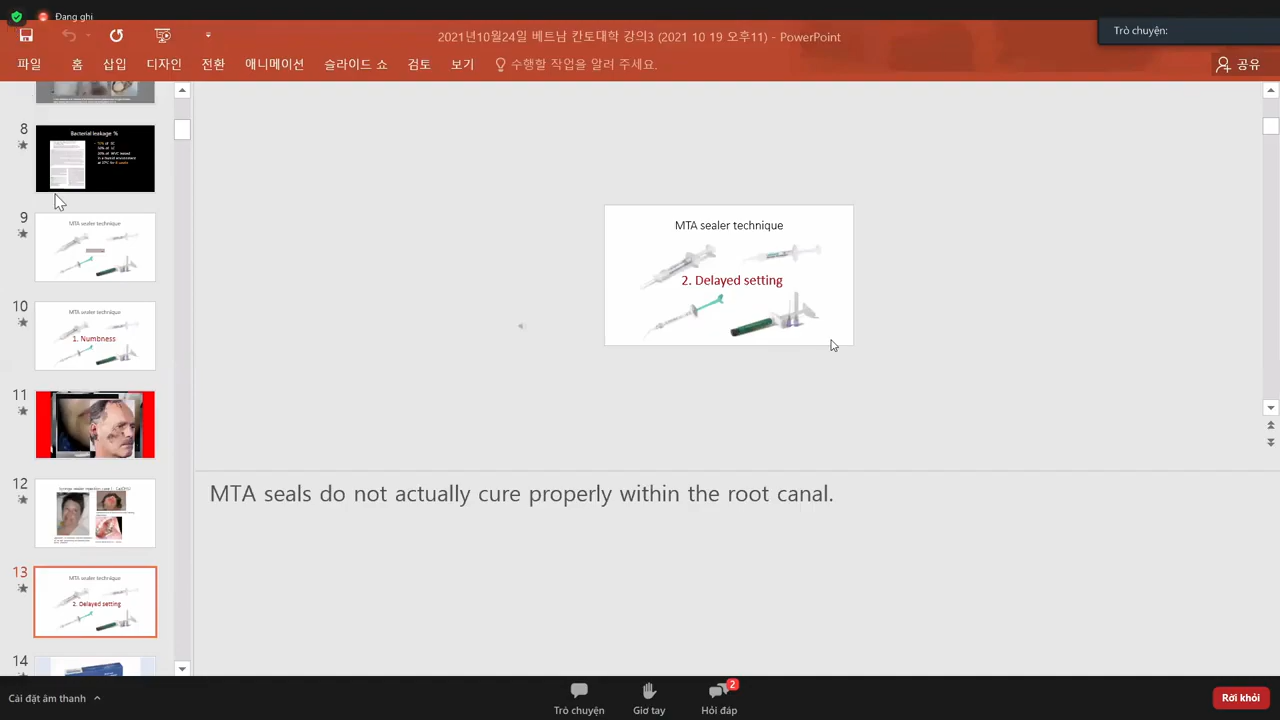 Đang ghi
2021년10월24일 베트남 칸토대학 강의3 (2021 10 19 오후11) - PowerPoint
Trò chuyện:
파일 홈 삽입 디자인 전환 애니메이션 슬라이드 쇼 검토 보기 수행할 작업을 알려 주세요. 공유
8
Bacterial leakage %
9
MTA sealer technique
10
MTA sealer technique
1. Numbness
11
12
13
MTA sealer technique
2. Delayed setting
14
MTA sealer technique
2. Delayed setting
MTA seals do not actually cure properly within the root canal.
Cài đặt âm thanh
Trò chuyện
Giơ tay
2
Hỏi đáp
Rời khỏi